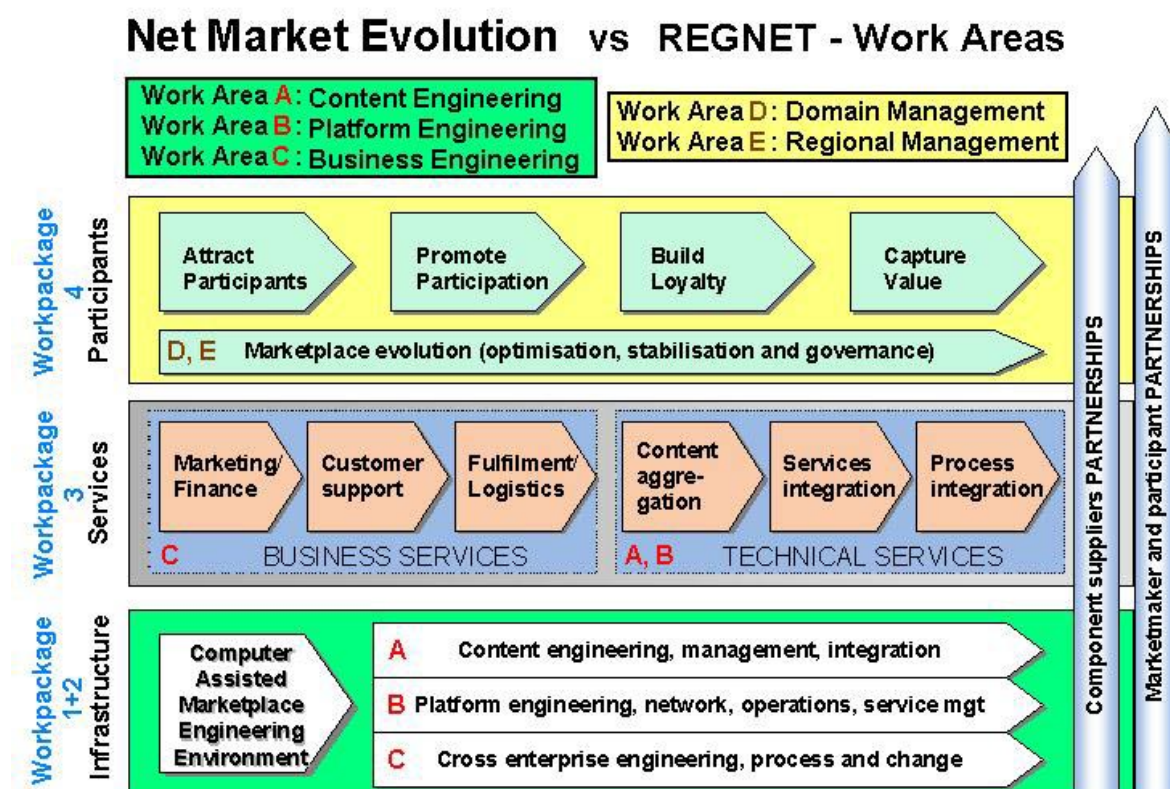 Net Market Evolution vs REGNET - Work Areas
Work Area A: Content Engineering
Work Area B: Platform Engineering
Work Area C: Business Engineering
Work Area D: Domain Management
Work Area E: Regional Management
Workpackage
4
Participants
Attract
Participants
Promote
Participation
Build
Loyalty
Capture
Value
D, E Marketplace evolution (optimisation, stabilisation and governance)
Workpackage
3
Services
Marketing/
Finance
Customer
support
Fulfilment/
Logistics
C BUSINESS SERVICES
Content
aggre-
gation
Services
integration
Process
integration
A, B TECHNICAL SERVICES
Workpackage
1+2
Infrastructure
Computer
Assisted
Marketplace
Engineering
Environment
A Content engineering, management, integration
B Platform engineering, network, operations, service mgt
C Cross enterprise engineering, process and change
Component suppliers PARTNERSHIPS
Marketmaker and participant PARTNERSHIPS